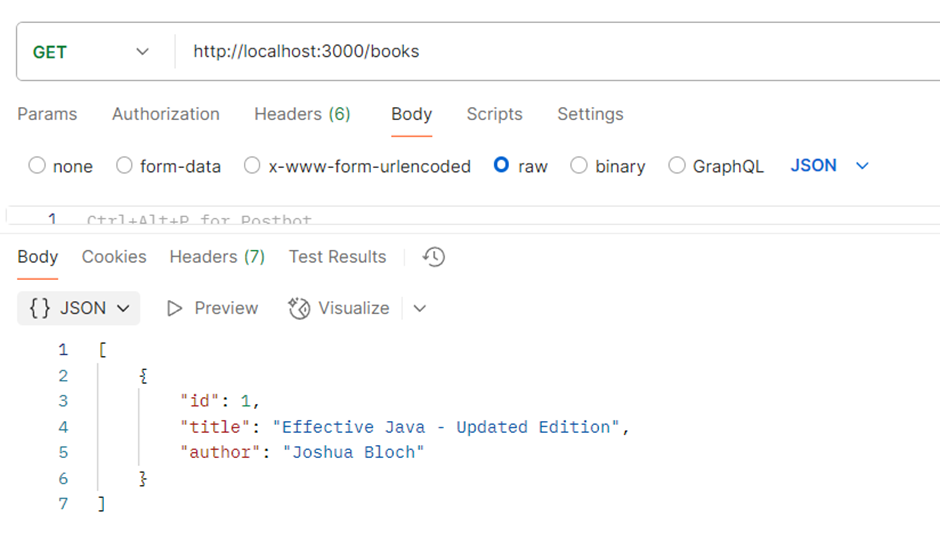 GET http://localhost:3000/books
Params Authorization Headers (6) Body Scripts Settings
none form-data x-www-form-urlencoded raw binary GraphQL JSON
1 Ctrl+Alt+P for Postbot
Body Cookies Headers (7) Test Results
{} JSON Preview Visualize
1 [
2 {
3 "id": 1,
4 "title": "Effective Java - Updated Edition",
5 "author": "Joshua Bloch"
6 }
7 ]